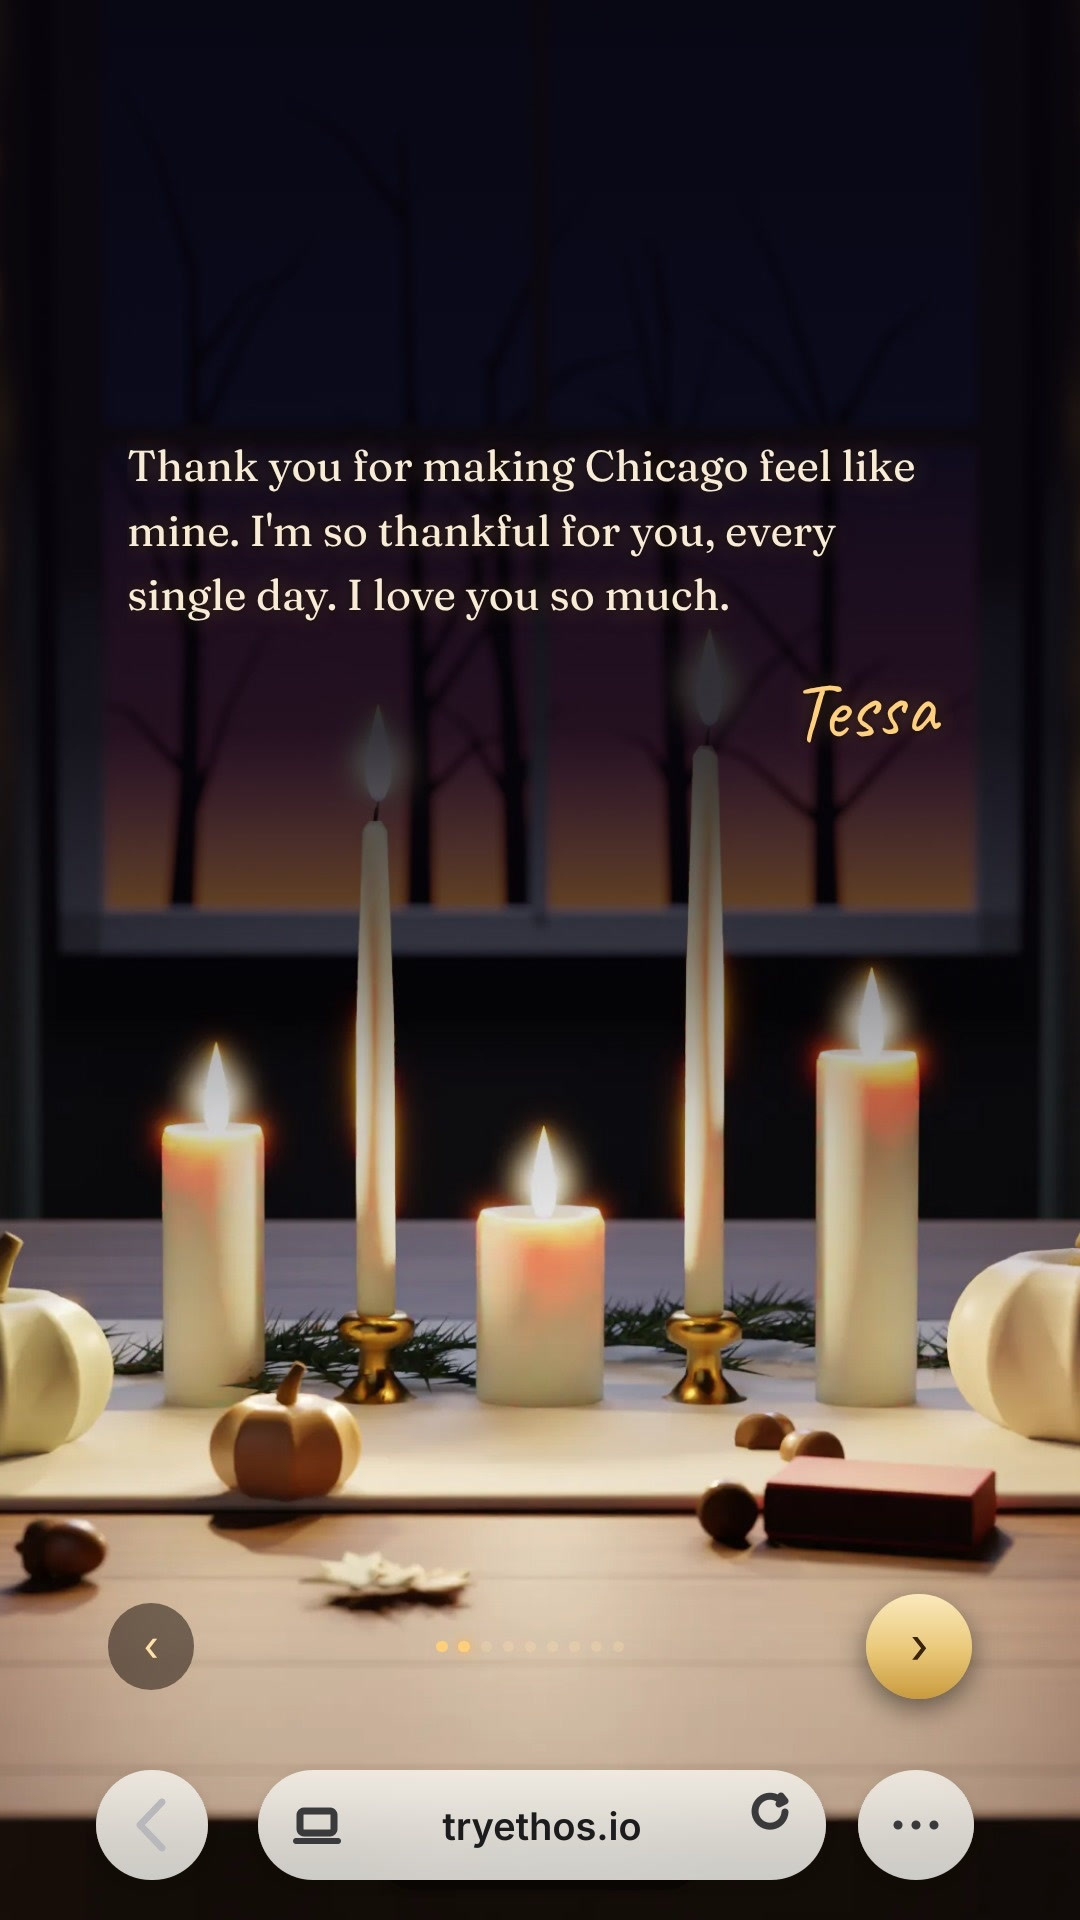 Thank you for making Chicago feel like
mine. I'm so thankful for you, every
single day. I love you so much.
Tessa
tryethos.io